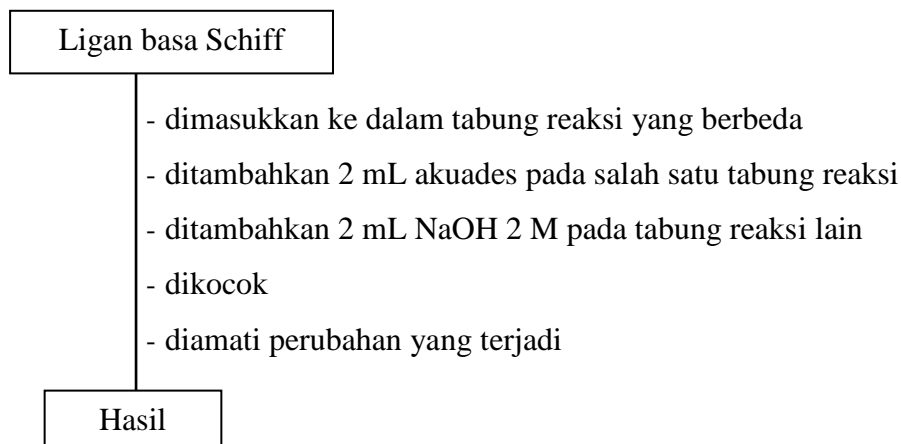 Ligan basa Schiff
- dimasukkan ke dalam tabung reaksi yang berbeda
- ditambahkan 2 mL akuades pada salah satu tabung reaksi
- ditambahkan 2 mL NaOH 2 M pada tabung reaksi lain
- dikocok
- diamati perubahan yang terjadi
Hasil